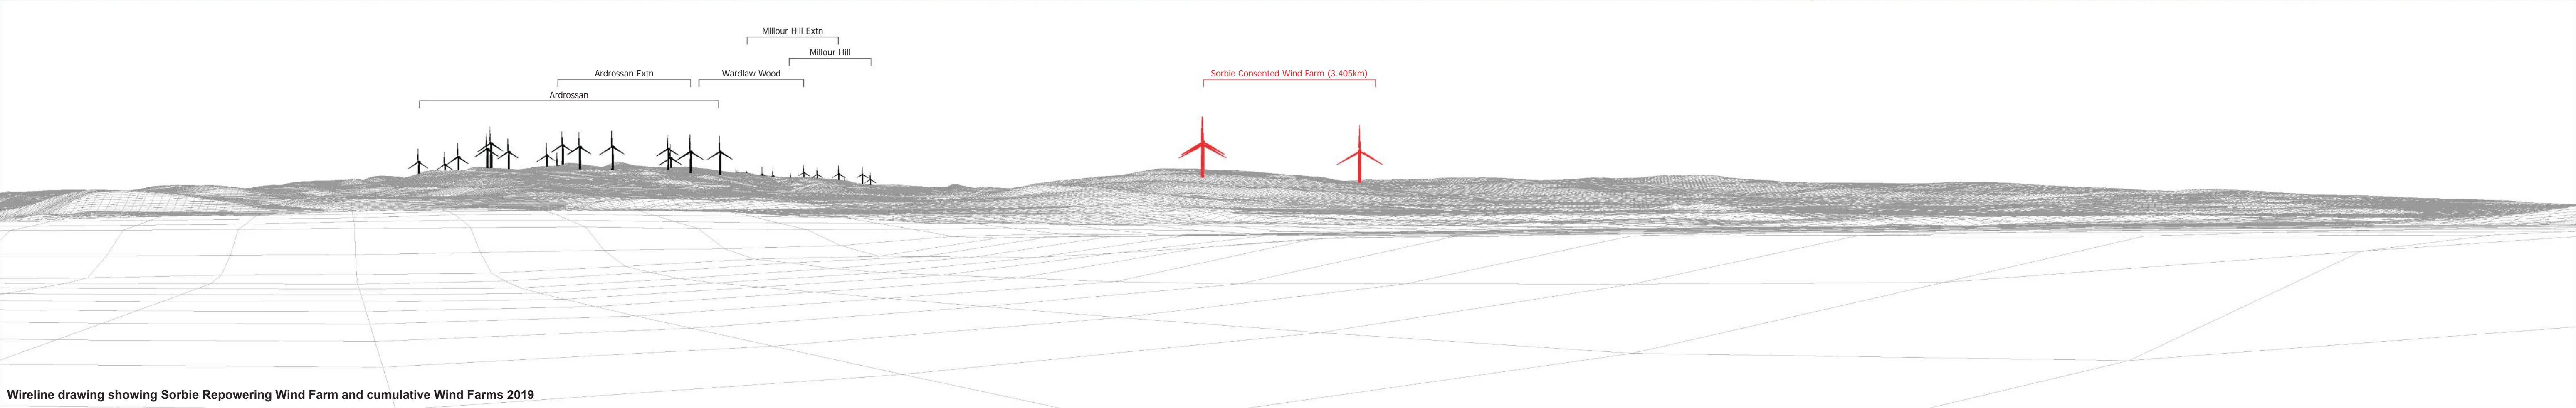 Millour Hill Extn
Millour Hill
Ardrossan Extn
Wardlaw Wood
Sorbie Consented Wind Farm (3.405km)
Ardrossan
Wireline drawing showing Sorbie Repowering Wind Farm and cumulative Wind Farms 2019